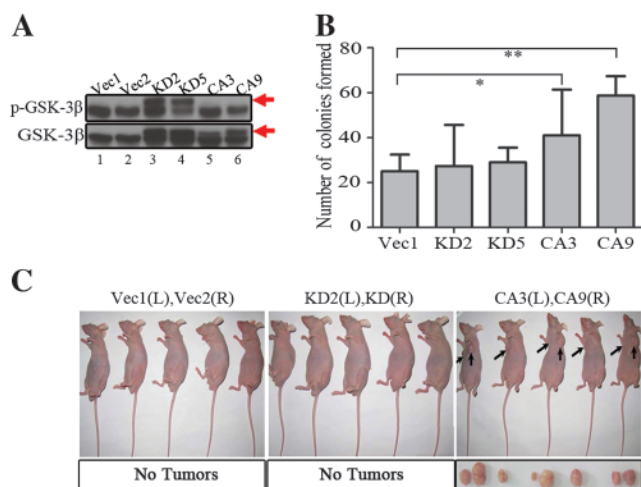 A
Vec1 Vec2 KD2 KD5 CA3 CA9
p-GSK-3β
GSK-3β
1 2 3 4 5 6
B
Number of colonies formed
80
60
40
20
0
**
*
Vec1 KD2 KD5 CA3 CA9
C
Vec1(L),Vec2(R) KD2(L),KD(R) CA3(L),CA9(R)
No Tumors No Tumors